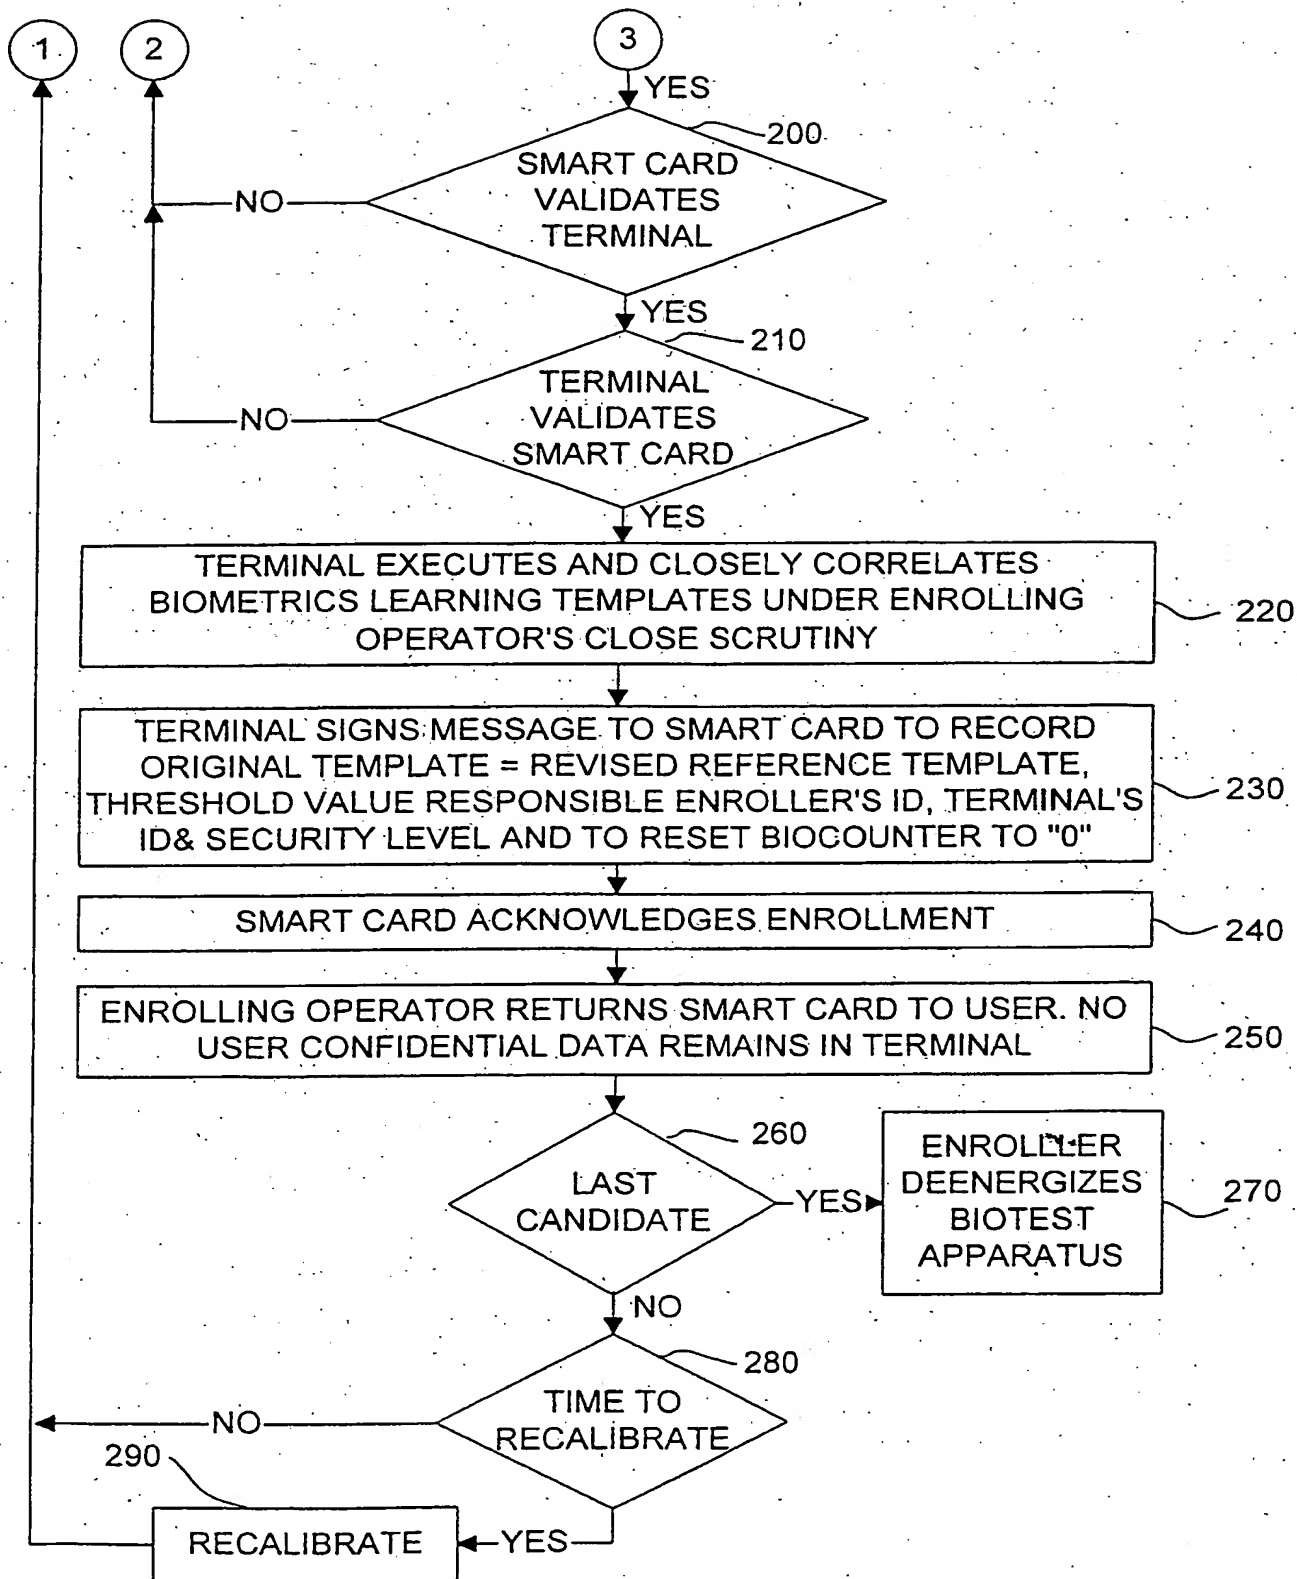 1
2
3
YES
200
SMART CARD
VALIDATES
TERMINAL
NO
YES
210
TERMINAL
VALIDATES
SMART CARD
NO
YES
TERMINAL EXECUTES AND CLOSELY CORRELATES
BIOMETRICS LEARNING TEMPLATES UNDER ENROLLING
OPERATOR'S CLOSE SCRUTINY
220
TERMINAL SIGNS MESSAGE TO SMART CARD TO RECORD
ORIGINAL TEMPLATE = REVISED REFERENCE TEMPLATE,
THRESHOLD VALUE RESPONSIBLE ENROLLER'S ID, TERMINAL'S
ID& SECURITY LEVEL AND TO RESET BIOCOUNTER TO "0"
230
SMART CARD ACKNOWLEDGES ENROLLMENT
240
ENROLLING OPERATOR RETURNS SMART CARD TO USER. NO
USER CONFIDENTIAL DATA REMAINS IN TERMINAL
250
260
LAST
CANDIDATE
YES
ENROLLLER
DEENERGIZES
BIOTEST
APPARATUS
270
NO
280
TIME TO
RECALIBRATE
NO
290
RECALIBRATE
YES